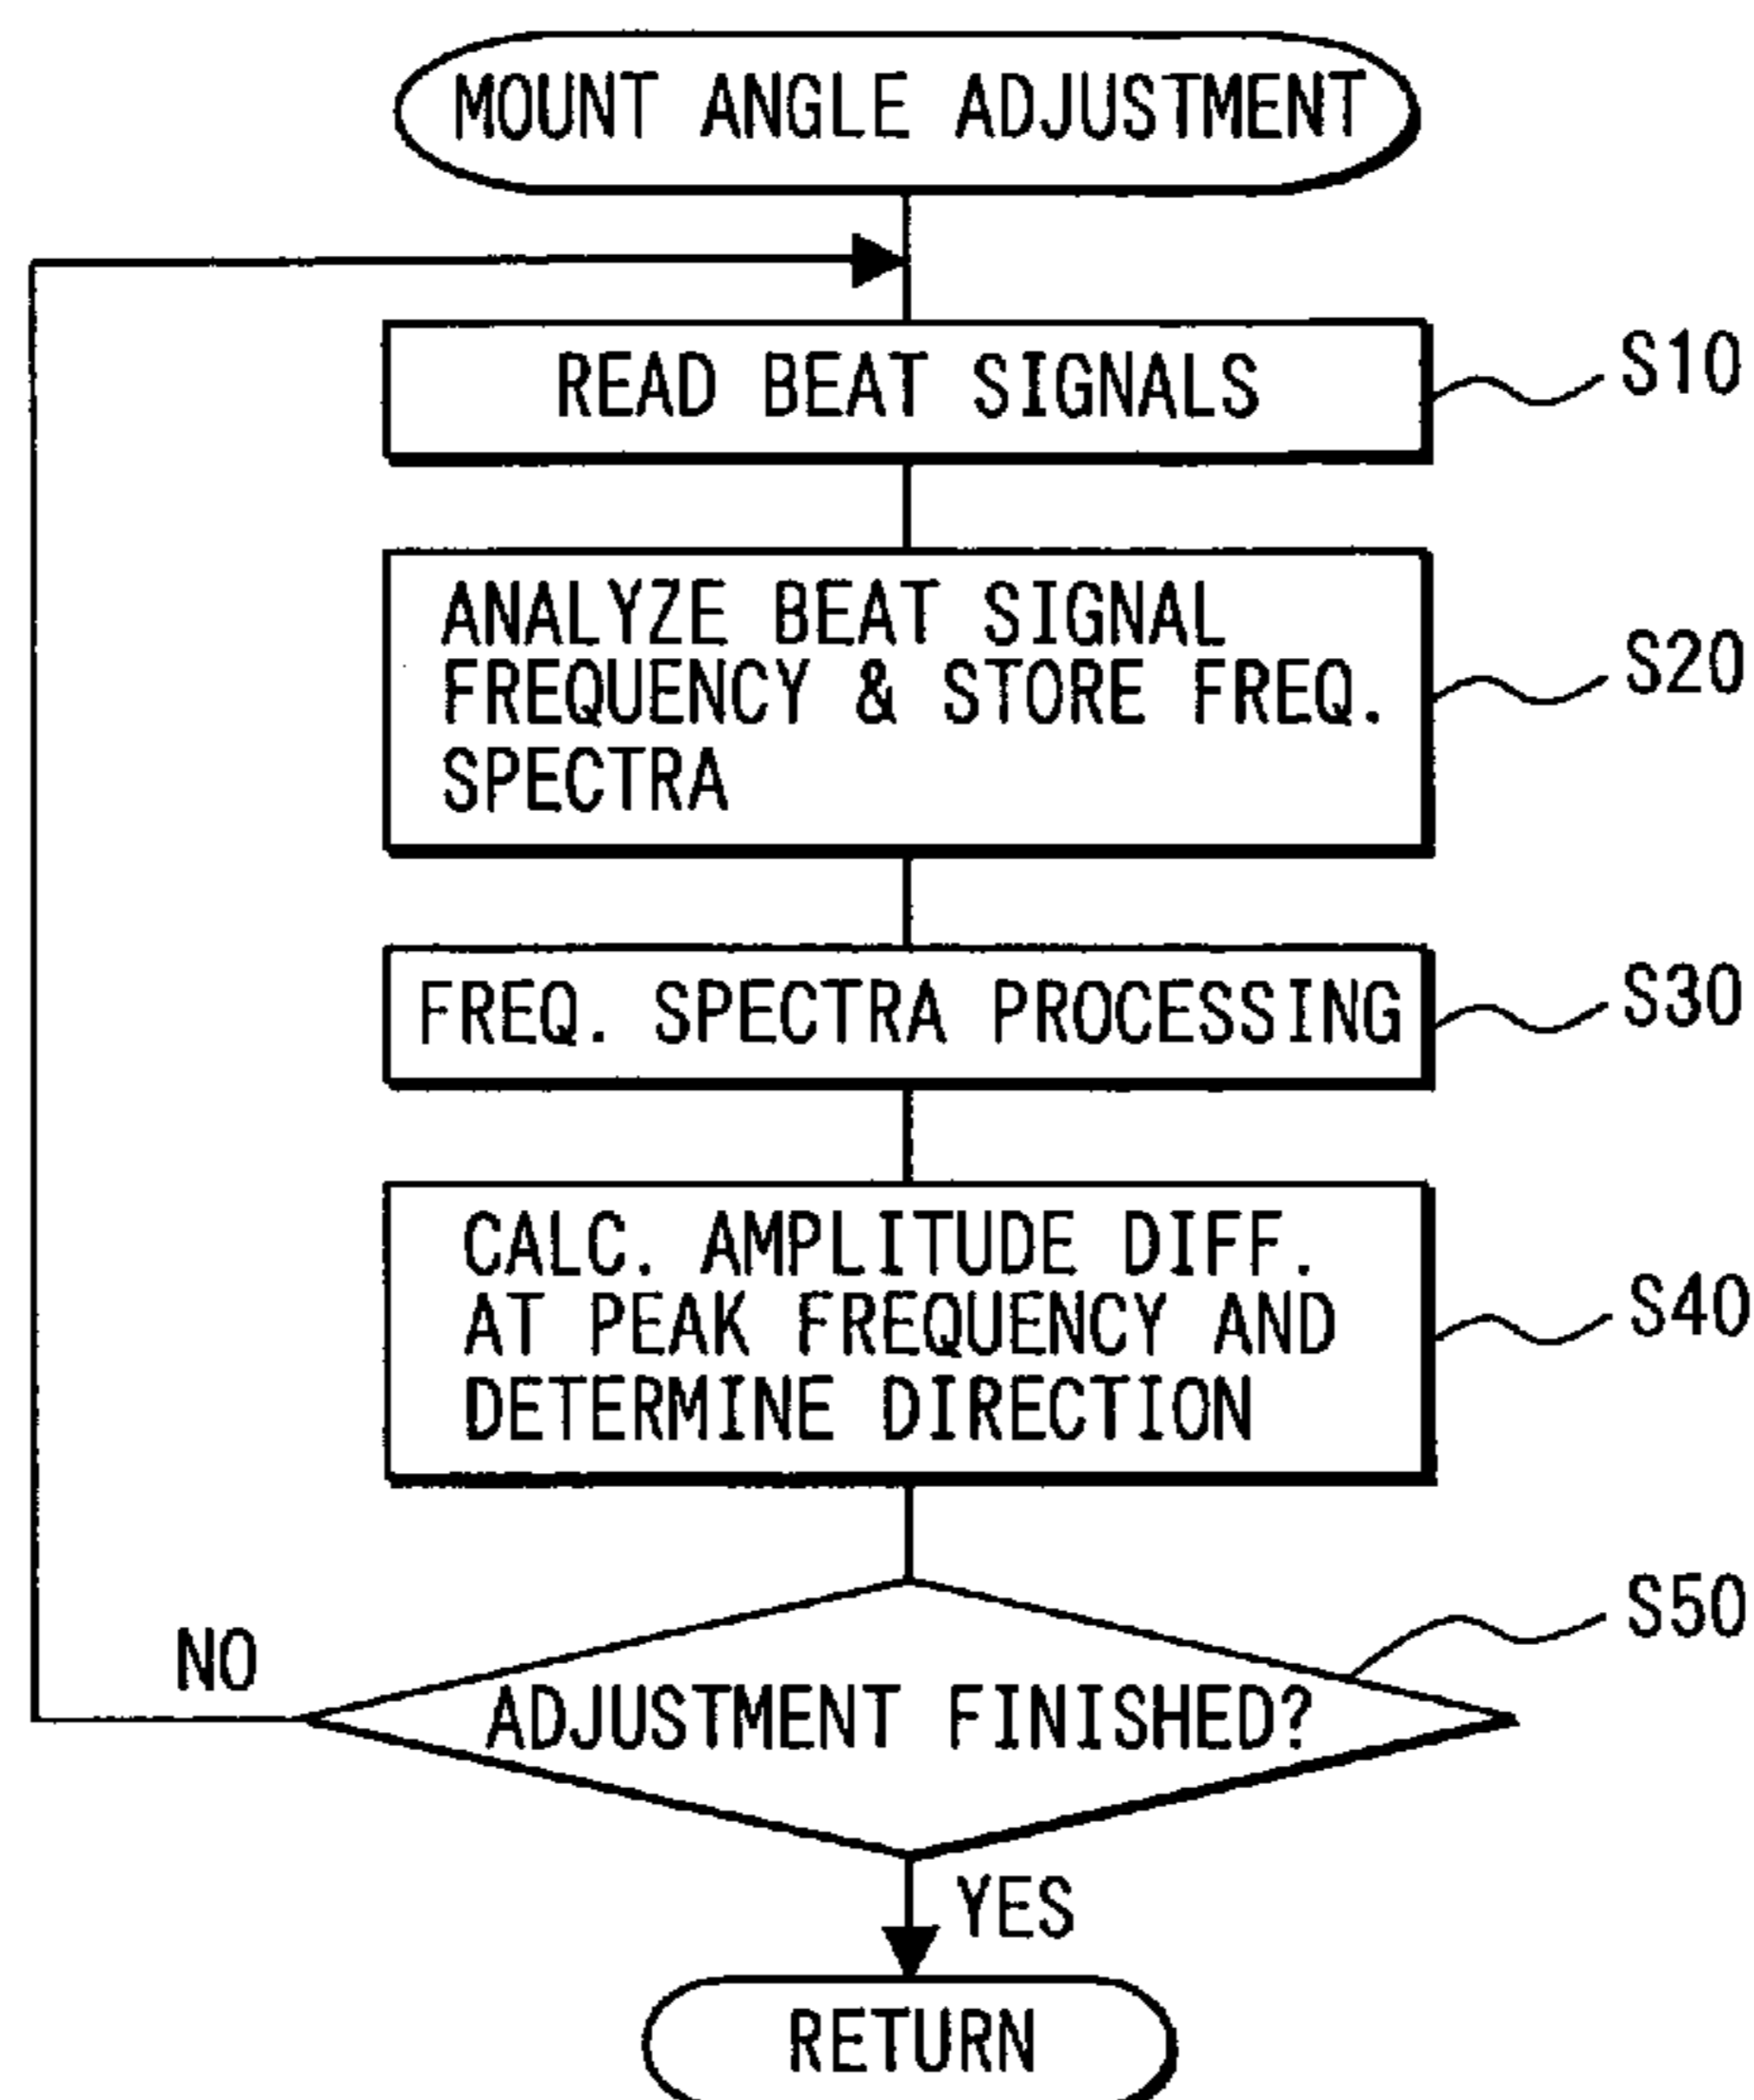 MOUNT ANGLE ADJUSTMENT
READ BEAT SIGNALS
S10
ANALYZE BEAT SIGNAL
FREQUENCY & STORE FREQ.
SPECTRA
S20
FREQ. SPECTRA PROCESSING
S30
CALC. AMPLITUDE DIFF.
AT PEAK FREQUENCY AND
DETERMINE DIRECTION
S40
ADJUSTMENT FINISHED?
S50
NO
YES
RETURN